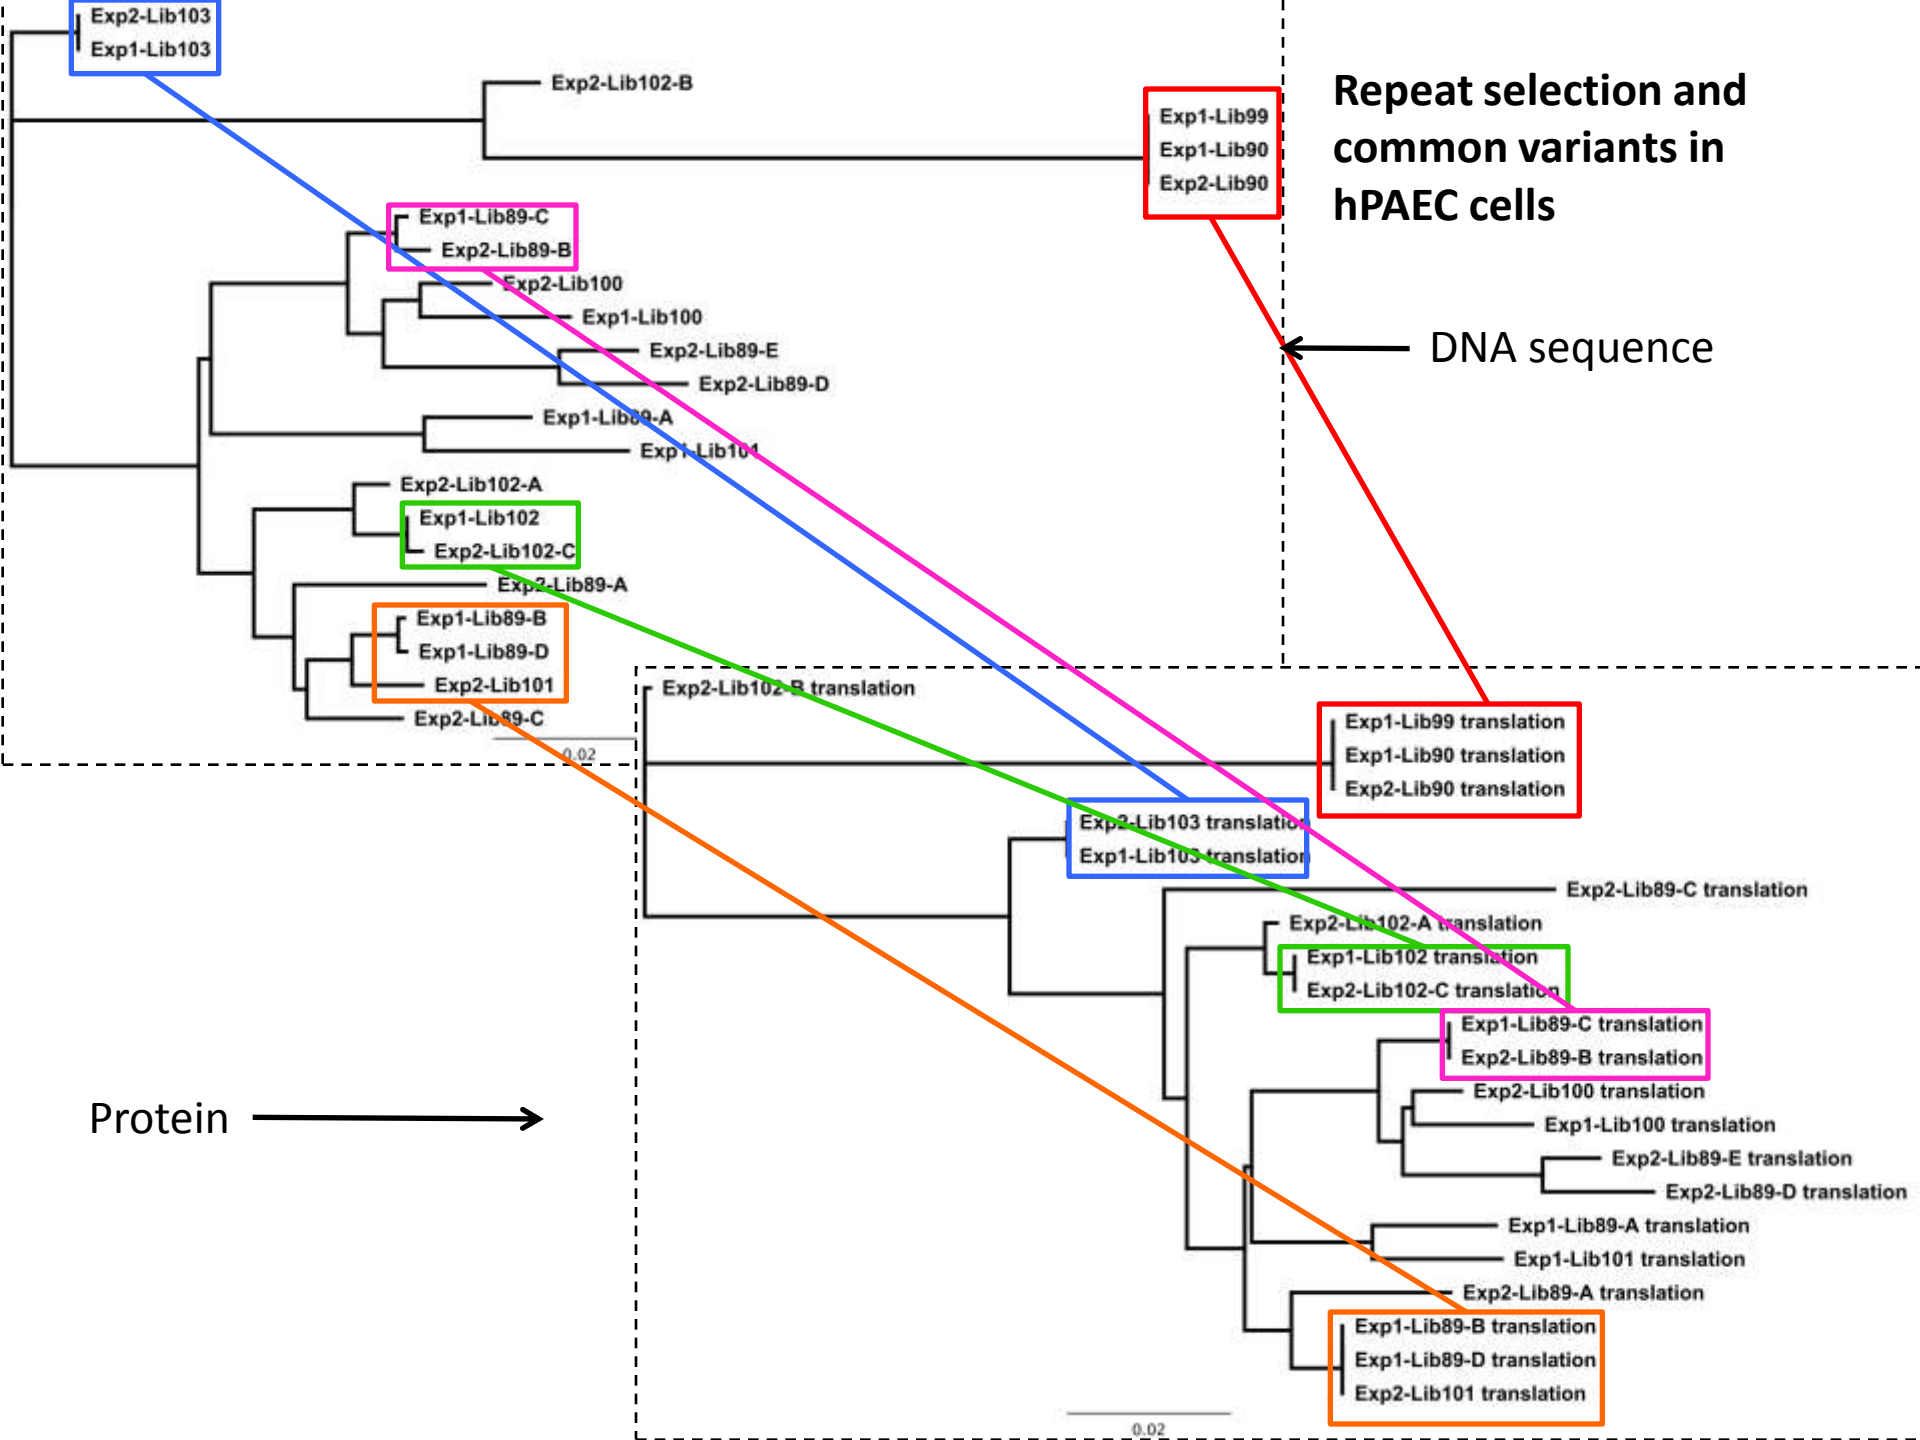 Exp2-Lib103
Exp1-Lib103
Exp2-Lib102-B
Exp1-Lib99
Exp1-Lib90
Exp2-Lib90
Repeat selection and
common variants in
hPAEC cells
Exp1-Lib89-C
Exp2-Lib89-B
Exp2-Lib100
Exp1-Lib100
Exp2-Lib89-E
Exp2-Lib89-D
DNA sequence
Exp1-Lib89-A
Exp1-Lib101
Exp2-Lib102-A
Exp1-Lib102
Exp2-Lib102-C
Exp2-Lib89-A
Exp1-Lib89-B
Exp1-Lib89-D
Exp2-Lib101
Exp2-Lib89-C
0.02
Exp2-Lib102-B translation
Exp1-Lib99 translation
Exp1-Lib90 translation
Exp2-Lib90 translation
Exp2-Lib103 translation
Exp1-Lib103 translation
Exp2-Lib89-C translation
Exp2-Lib102-A translation
Exp1-Lib102 translation
Exp2-Lib102-C translation
Exp1-Lib89-C translation
Exp2-Lib89-B translation
Exp2-Lib100 translation
Protein
Exp1-Lib100 translation
Exp2-Lib89-E translation
Exp2-Lib89-D translation
Exp1-Lib89-A translation
Exp1-Lib101 translation
Exp2-Lib89-A translation
Exp1-Lib89-B translation
Exp1-Lib89-D translation
Exp2-Lib101 translation
0.02